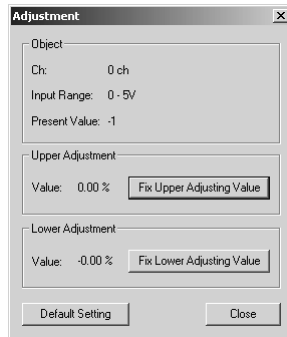 Adjustment
Object
Ch: 0 ch
Input Range: 0 - 5V
Present Value: -1
Upper Adjustment
Value: 0.00 % Fix Upper Adjusting Value
Lower Adjustment
Value: -0.00 % Fix Lower Adjusting Value
Default Setting Close